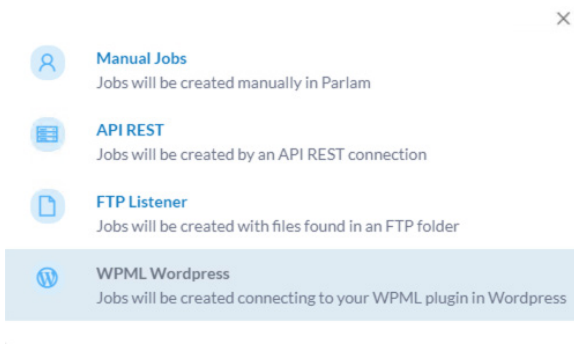 Manual Jobs
Jobs will be created manually in Parlam
API REST
Jobs will be created by an API REST connection
FTP Listener
Jobs will be created with files found in an FTP folder
WPML Wordpress
Jobs will be created connecting to your WPML plugin in Wordpress